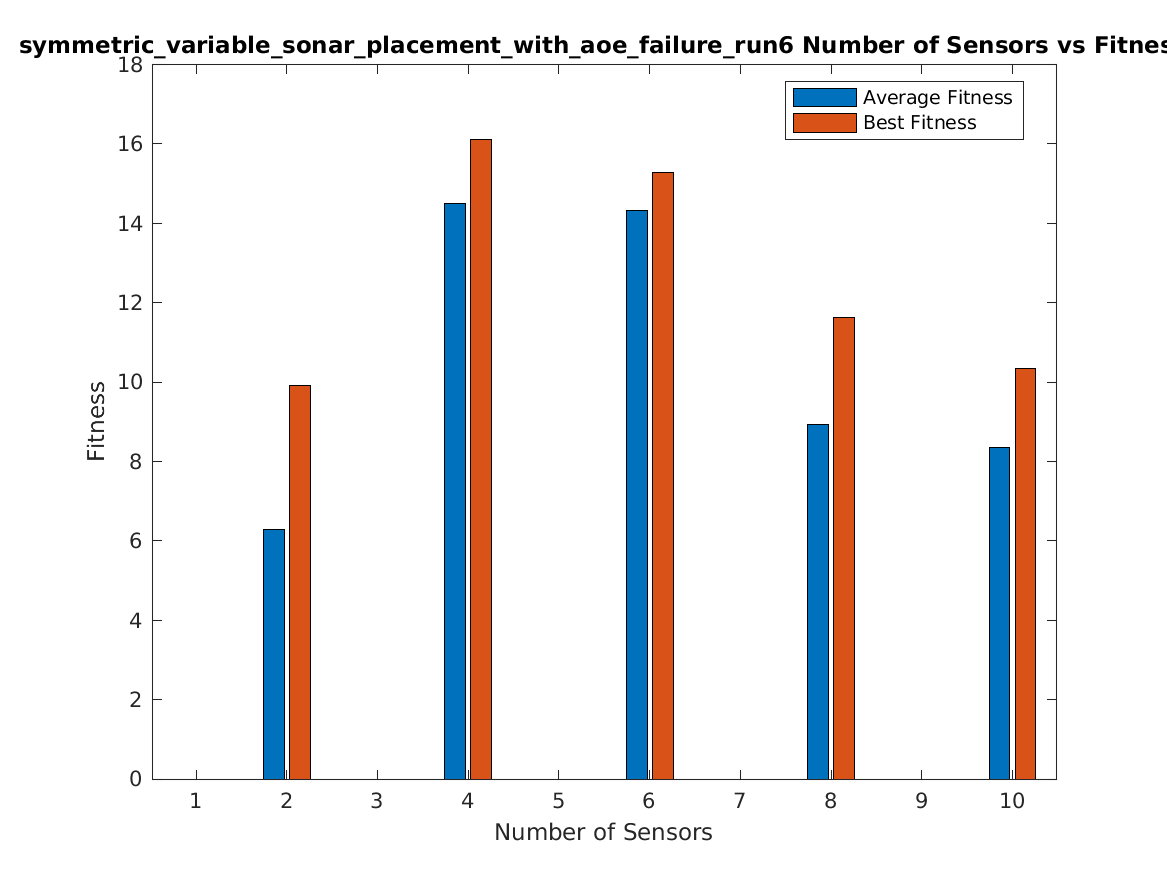 symmetric_variable_sonar_placement_with_aoe_failure_run6 Number of Sensors vs Fitnes
18
16
14
12
10
8
6
4
2
0
Fitness
Average Fitness
Best Fitness
1 2 3 4 5 6 7 8 9 10
Number of Sensors